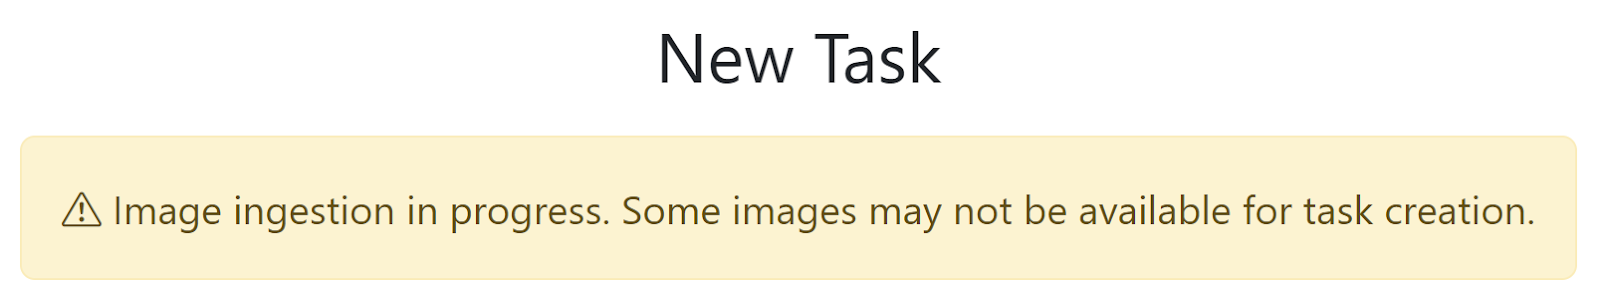 New Task
⚠ Image ingestion in progress. Some images may not be available for task creation.